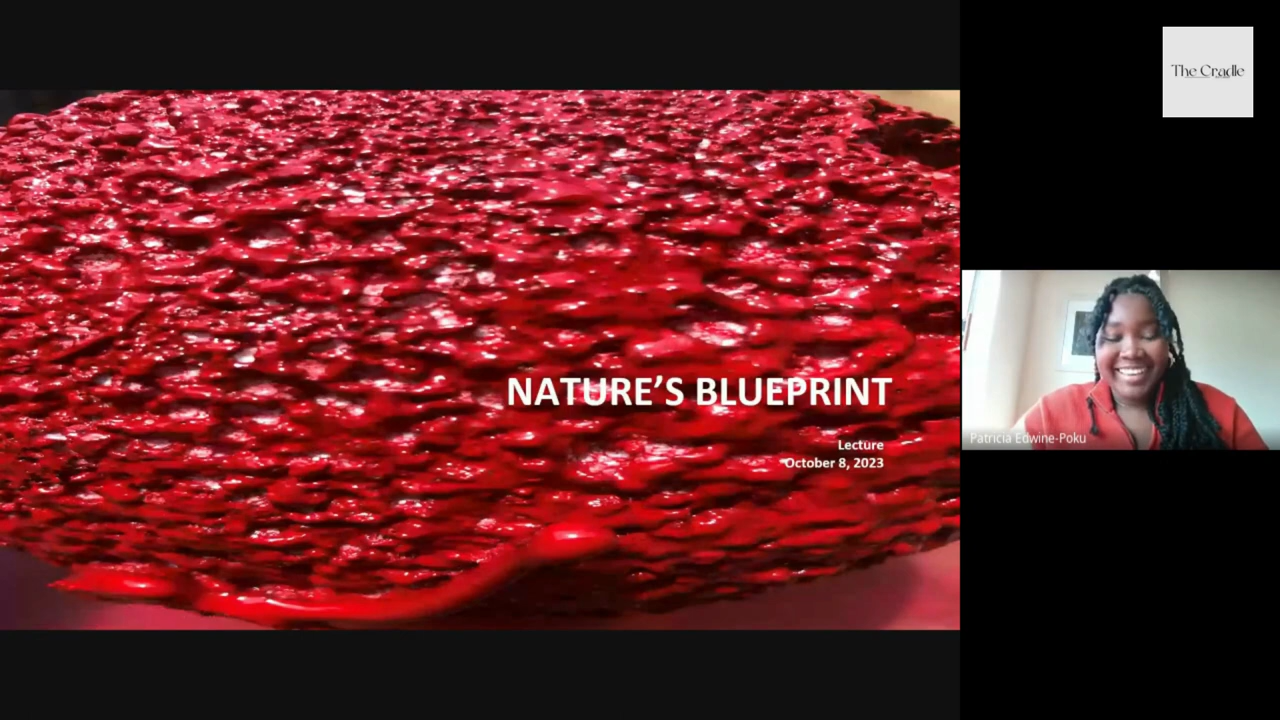 The Cradle
NATURE'S BLUEPRINT
Lecture
October 8, 2023
Patricia Edwine-Poku